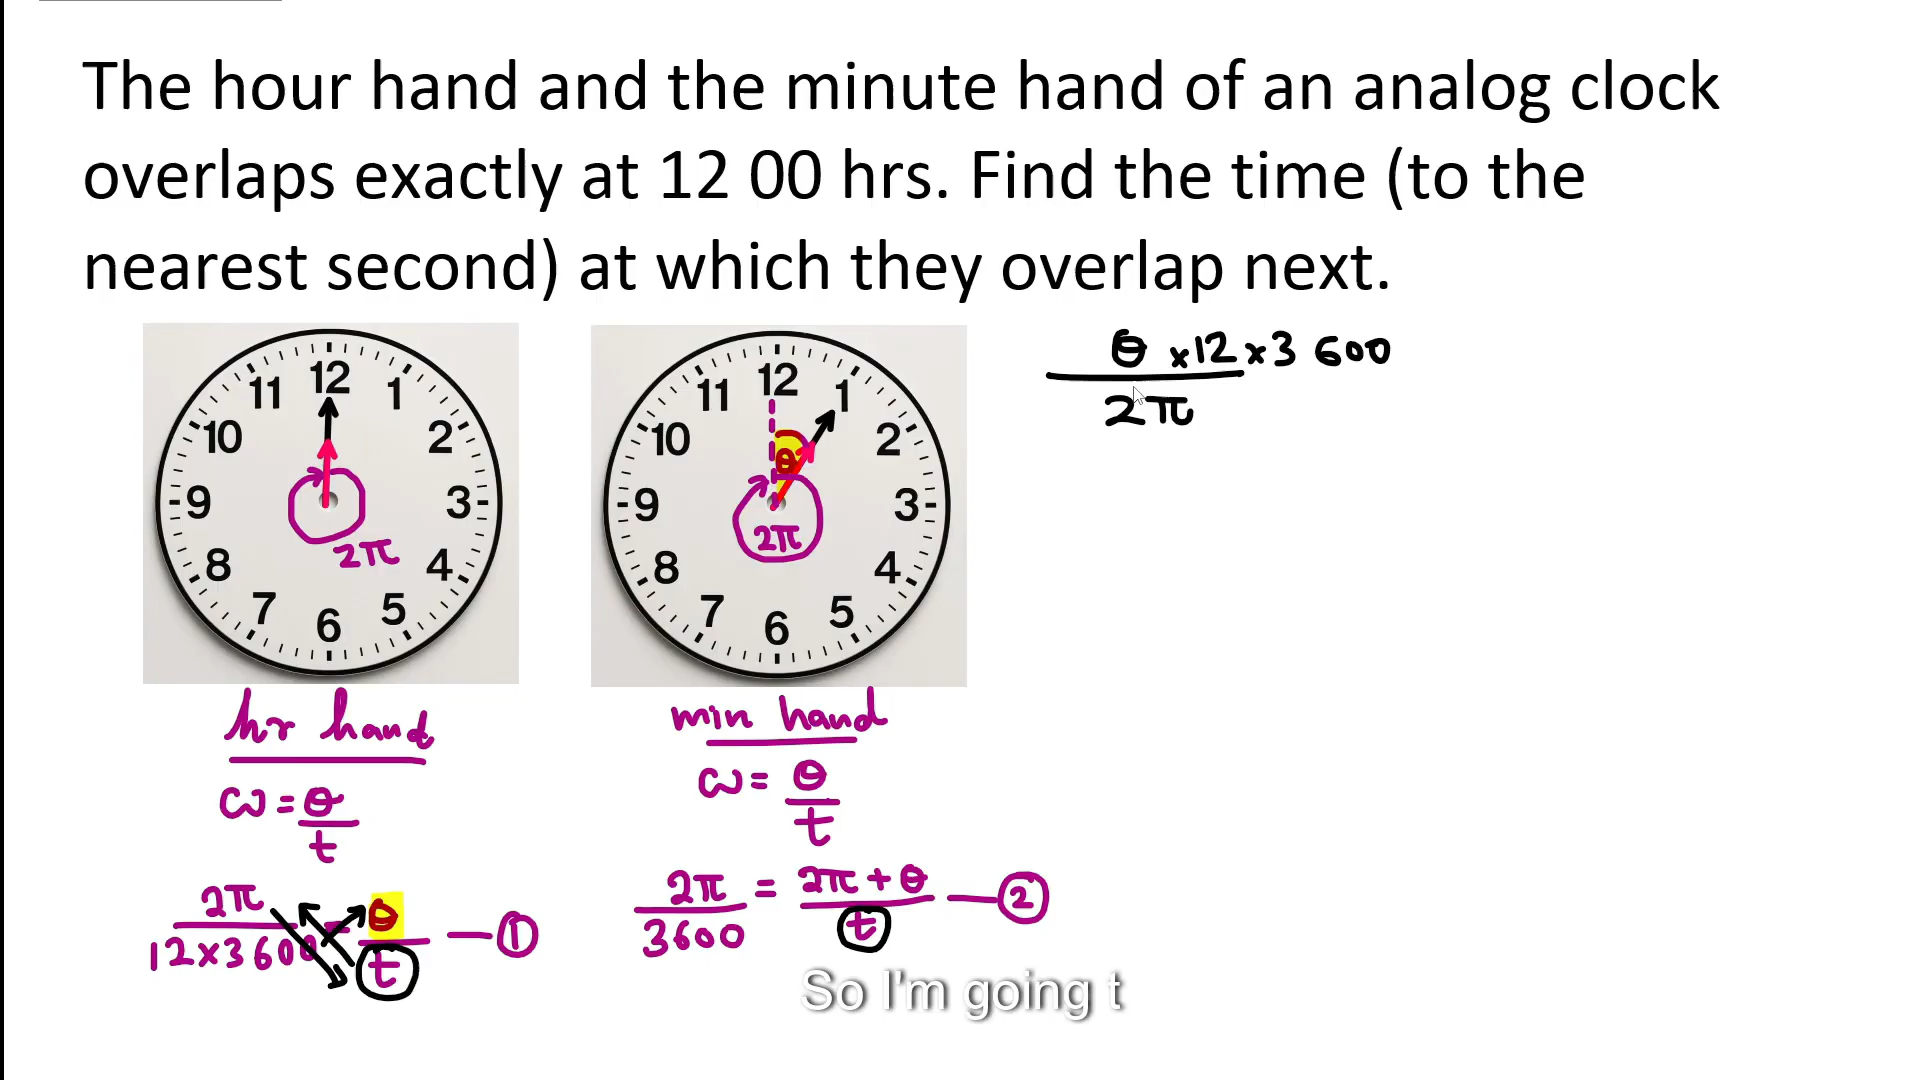 The hour hand and the minute hand of an analog clock
overlaps exactly at 12 00 hrs. Find the time (to the
nearest second) at which they overlap next.
12
11
1
10
2
9
3
2π
8
4
7
5
6
12
11
1
10
2
θ
9
3
2π
8
4
7
5
6
θ ×12 ×3 600
2π
hr hand
ω = θ
t
2π = θ — ①
12×3600 t
min hand
ω = θ
t
2π = 2π + θ — ②
3600 t
So I'm going t